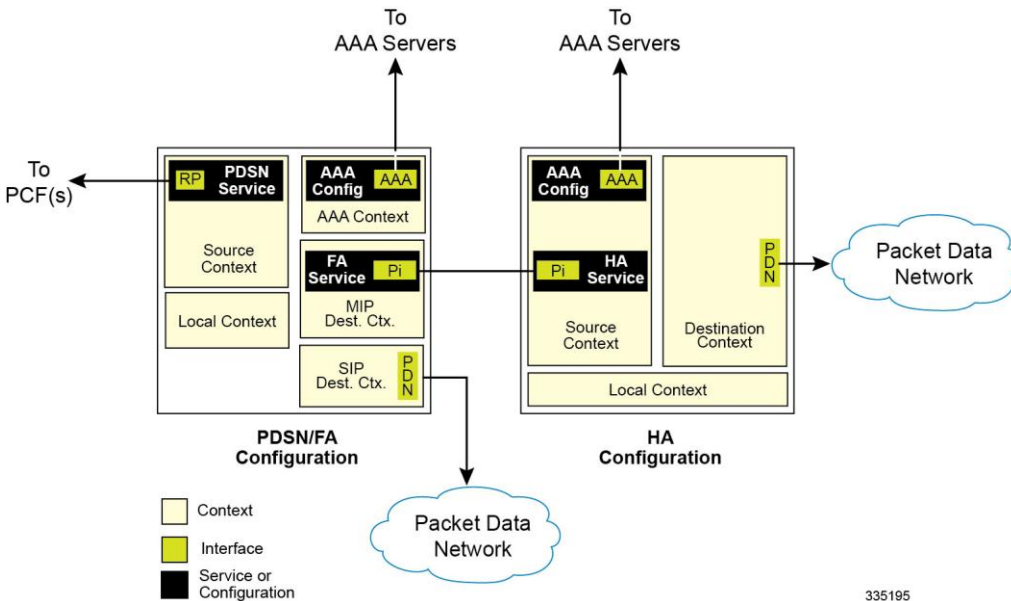 To
AAA Servers
To
AAA Servers
To
PCF(s)
RP
PDSN
Service
Source
Context
Local Context
AAA
Config
AAA
AAA Context
FA
Service
Pi
MIP
Dest. Ctx.
SIP
Dest. Ctx.
PDN
PDSN/FA
Configuration
AAA
Config
AAA
Pi
HA
Service
Source
Context
PDN
Destination
Context
Local Context
HA
Configuration
Packet Data
Network
Packet Data
Network
Context
Interface
Service or
Configuration
335195